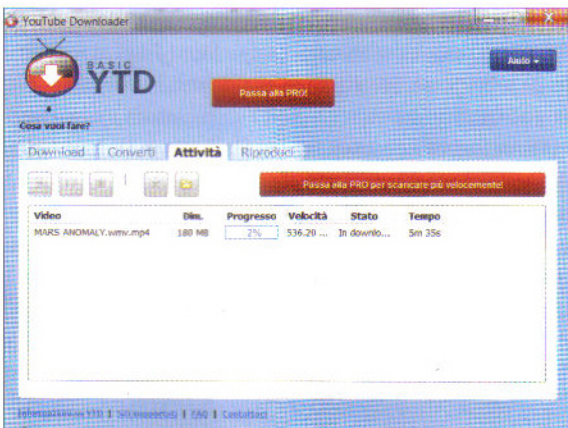 YouTube Downloader
BASIC
YTD
Passa alla PRO!
Aiuto
Cosa vuoi fare?
Download Converti Attività Riproduci
Passa alla PRO per scaricare più velocemente!
Video Dim. Progresso Velocità Stato Tempo
MARS ANOMALY.wmv.mp4 180 MB 2% 536.20 ... In downlo... 5m 35s
YTD | | FAQ | Contattaci